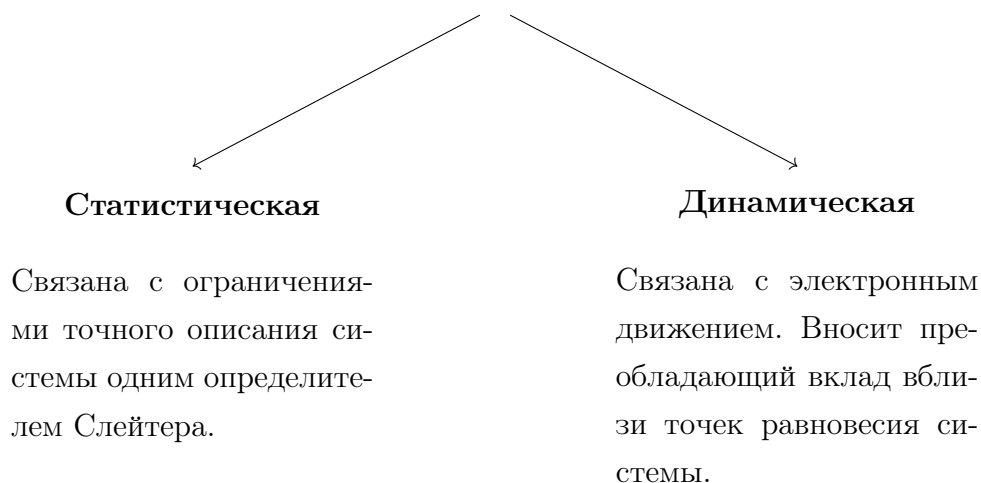 Статистическая
Связана с ограничения-
ми точного описания си-
стемы одним определите-
лем Слейтера.
Динамическая
Связана с электронным
движением. Вносит пре-
обладающий вклад вбли-
зи точек равновесия си-
стемы.